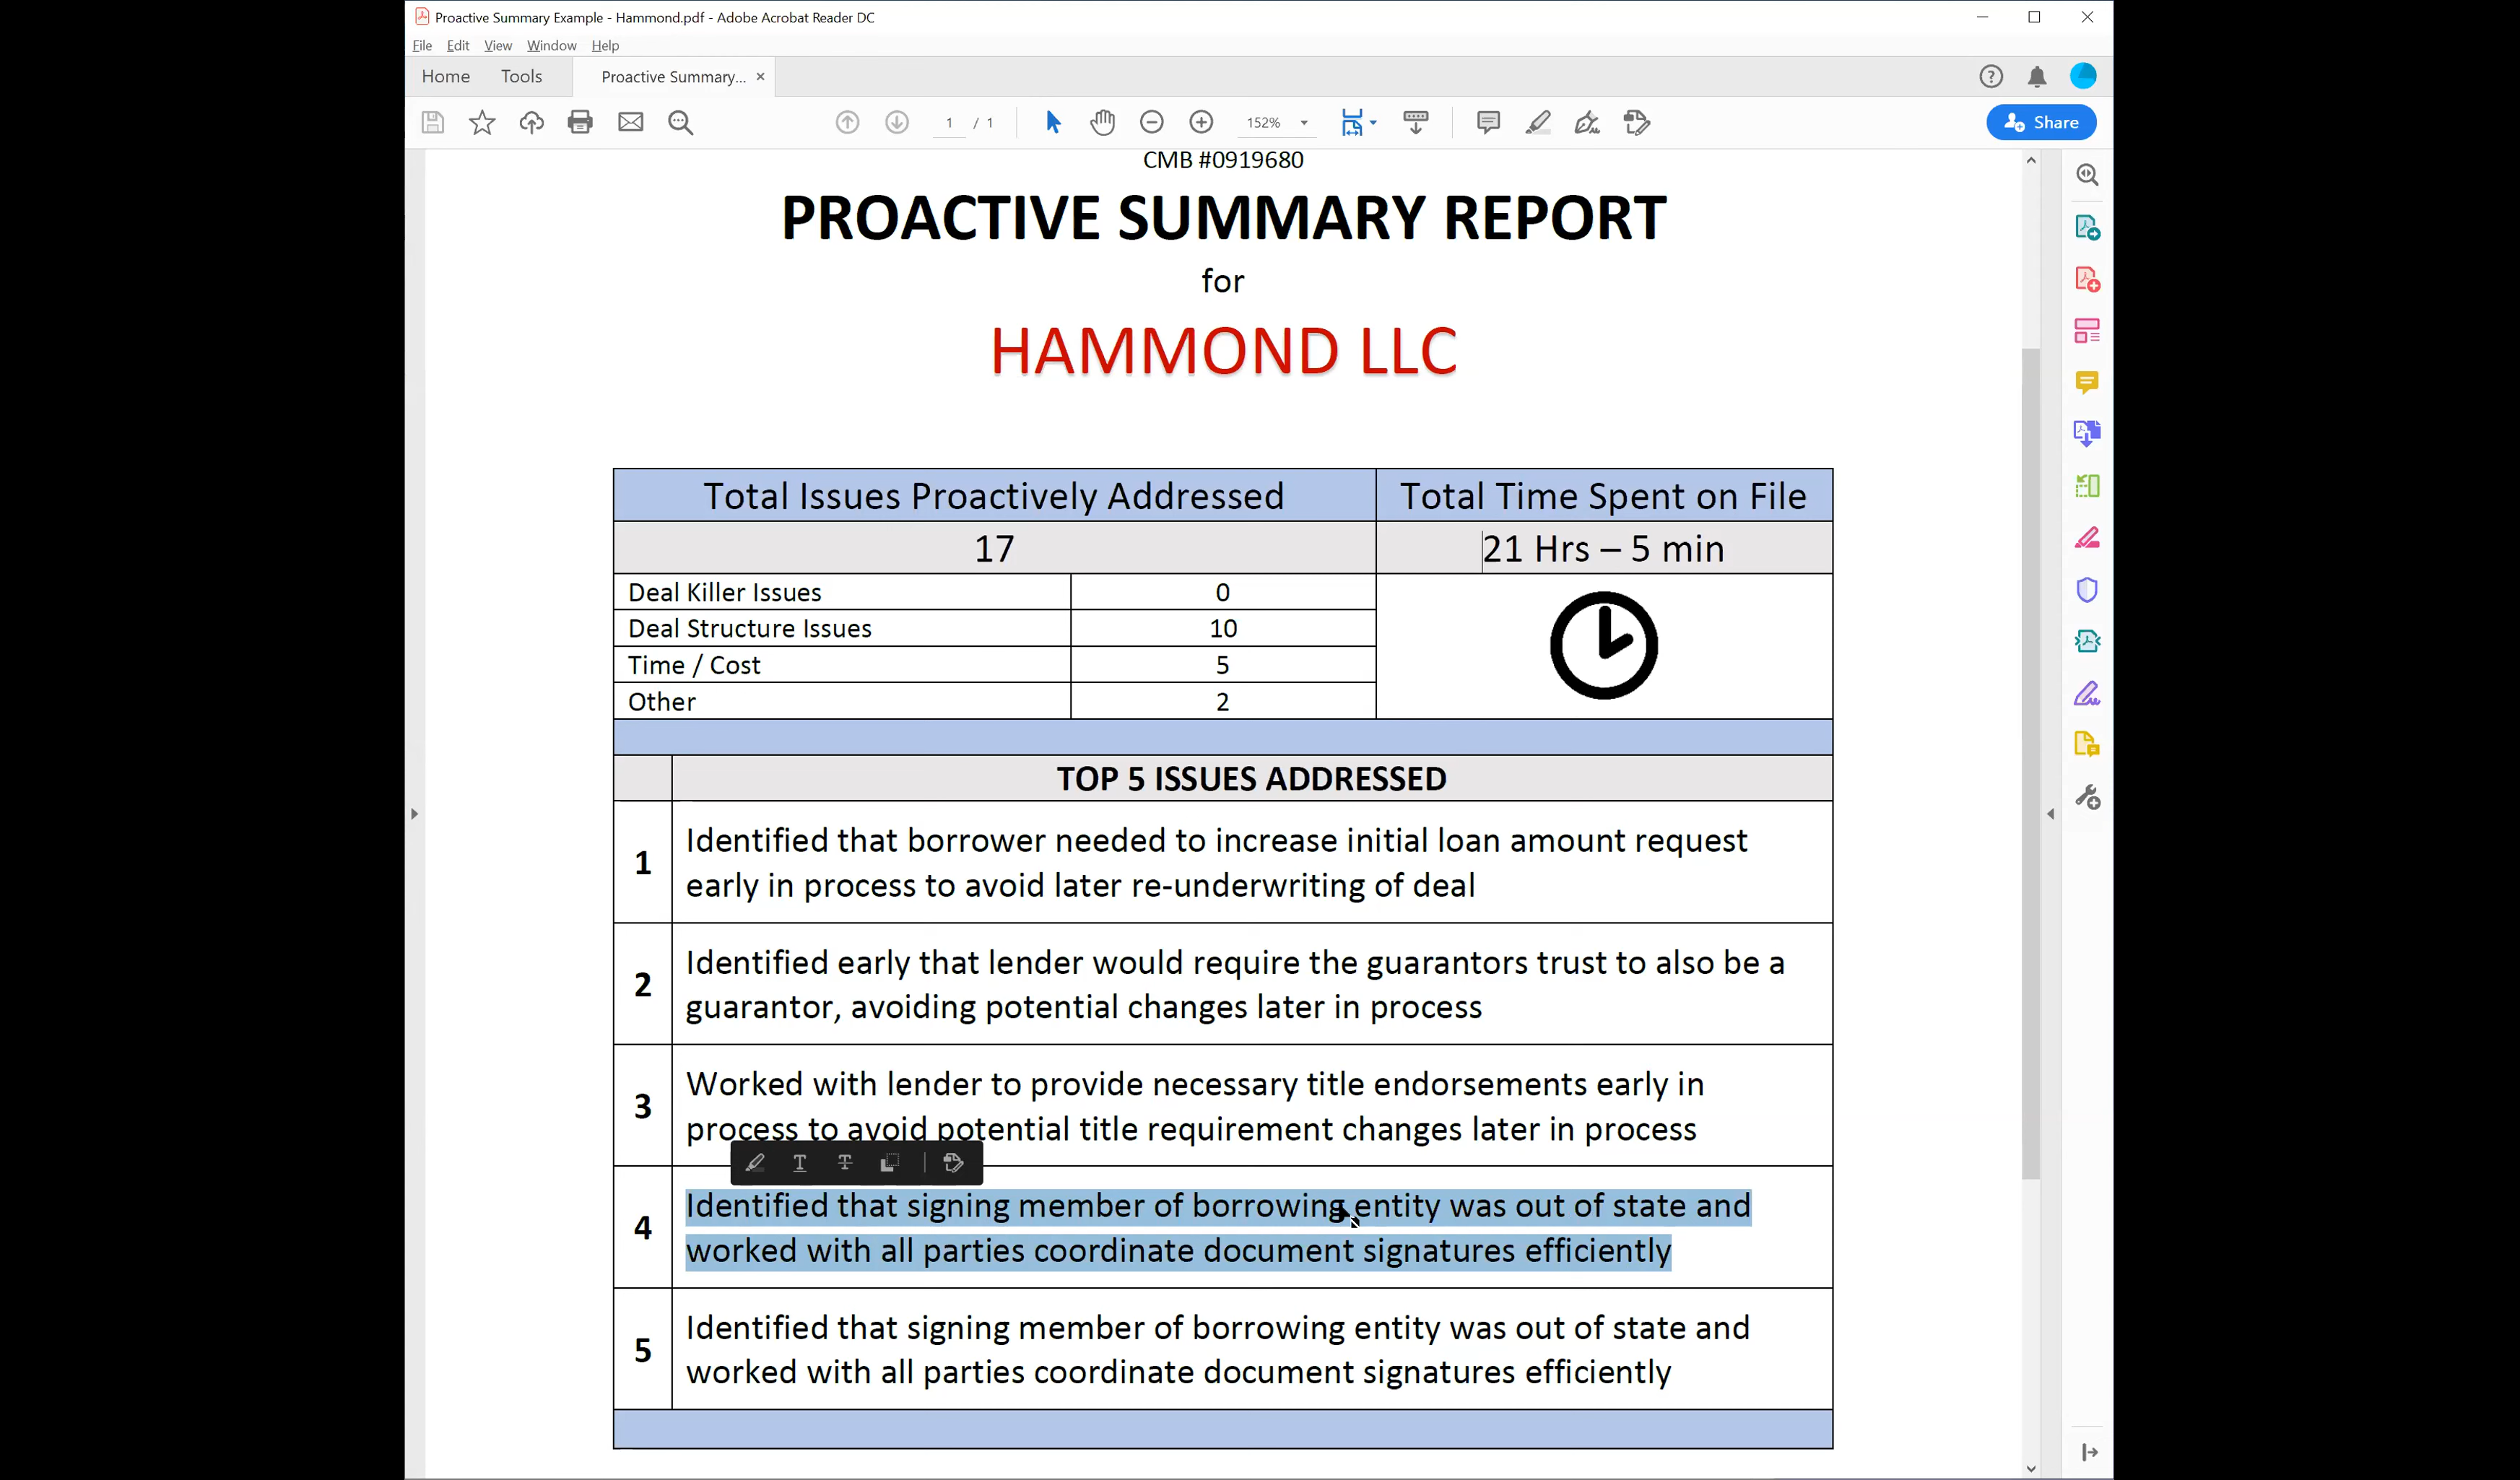 Proactive Summary Example - Hammond.pdf - Adobe Acrobat Reader DC
File Edit View Window Help
Home Tools Proactive Summary... ×
1 / 1 152% Share
CMB #0919680
PROACTIVE SUMMARY REPORT
for
HAMMOND LLC
Total Issues Proactively Addressed Total Time Spent on File
17 21 Hrs – 5 min
Deal Killer Issues 0
Deal Structure Issues 10
Time / Cost 5
Other 2
TOP 5 ISSUES ADDRESSED
1 Identified that borrower needed to increase initial loan amount request
early in process to avoid later re-underwriting of deal
2 Identified early that lender would require the guarantors trust to also be a
guarantor, avoiding potential changes later in process
3 Worked with lender to provide necessary title endorsements early in
process to avoid potential title requirement changes later in process
4 Identified that signing member of borrowing entity was out of state and
worked with all parties coordinate document signatures efficiently
5 Identified that signing member of borrowing entity was out of state and
worked with all parties coordinate document signatures efficiently